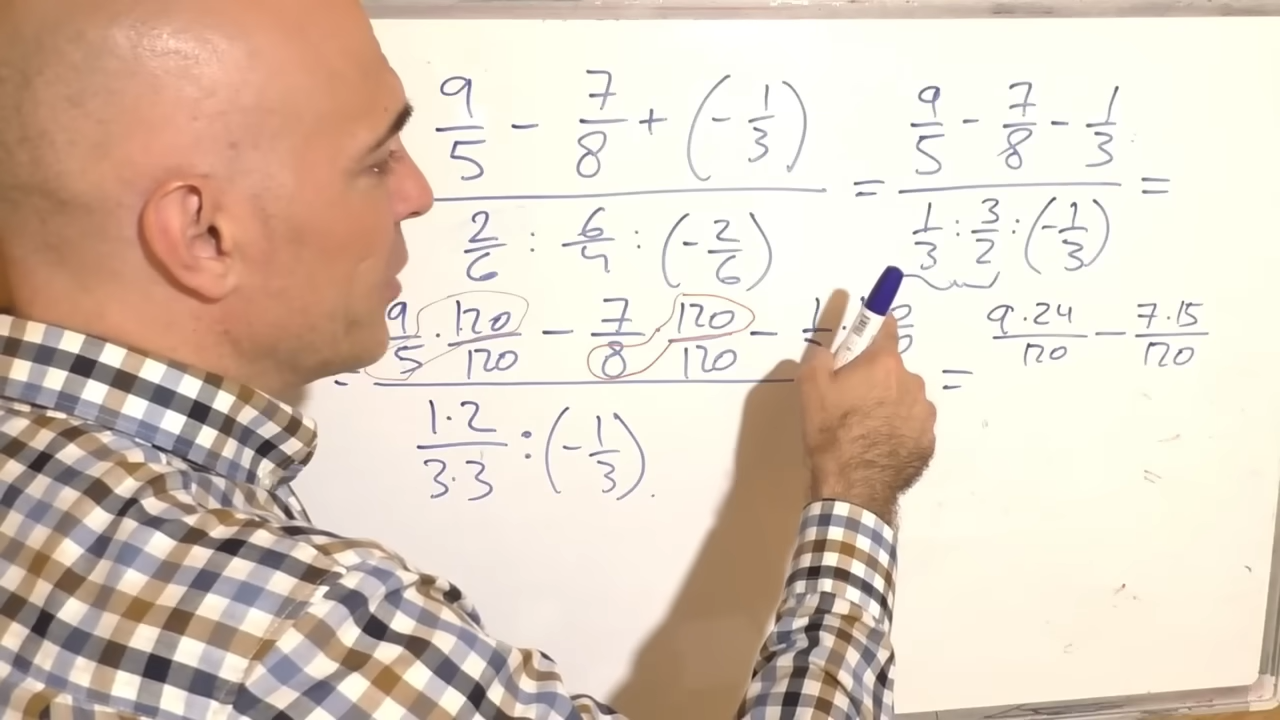 9/5 - 7/8 + (-1/3) = 9/5 - 7/8 - 1/3 =
2/6 : 6/4 : (-2/6) 1/3 : 3/2 : (-1/3)
= 9/5 · 120/120 - 7/8 · 120/120 - 1/ = 9·24/120 - 7·15/120
1·2/3·3 : (-1/3)